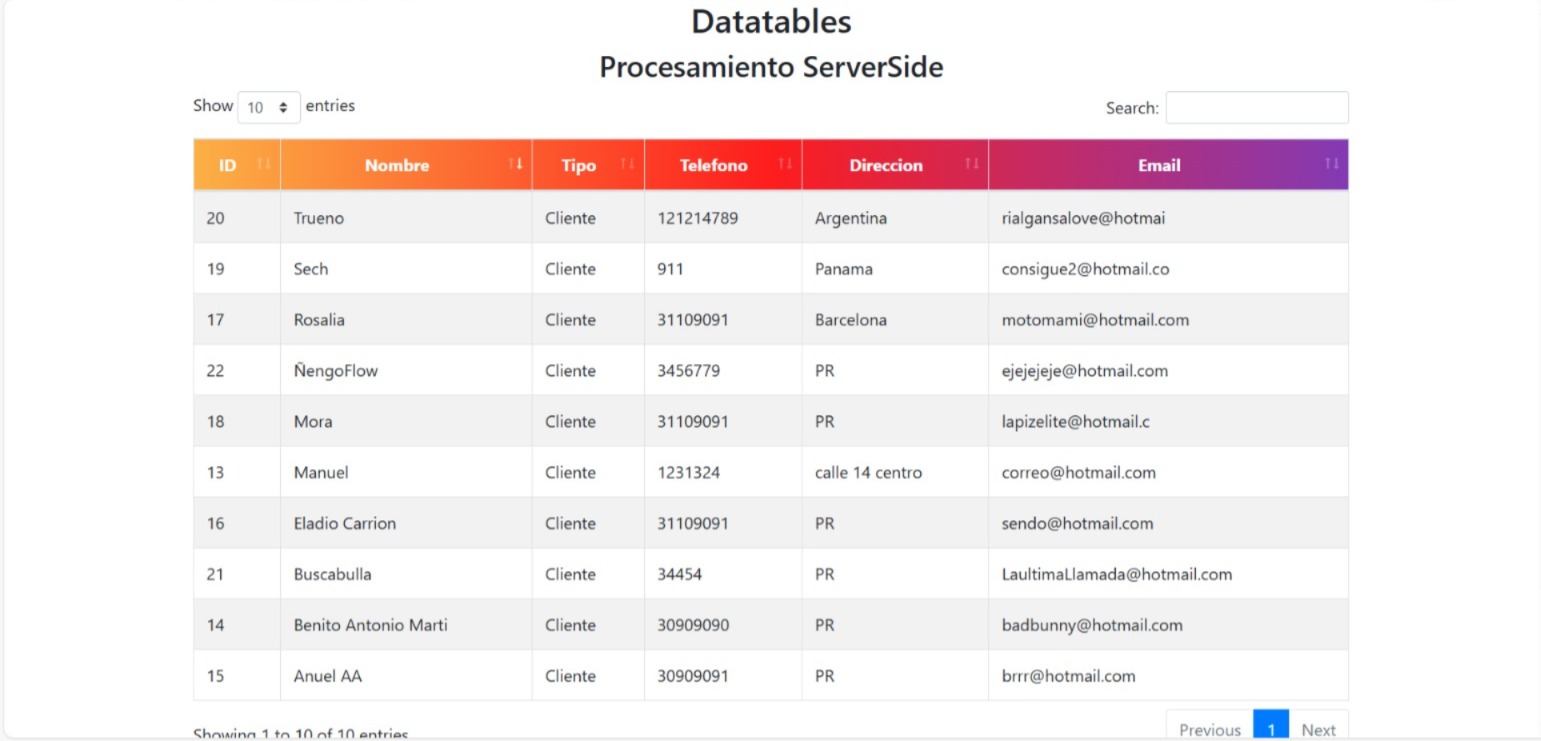 Datatables
Procesamiento ServerSide
Show 10 entries Search:
ID Nombre Tipo Telefono Direccion Email
20 Trueno Cliente 121214789 Argentina rialgansalove@hotmai
19 Sech Cliente 911 Panama consigue2@hotmail.co
17 Rosalia Cliente 31109091 Barcelona motomami@hotmail.com
22 ÑengoFlow Cliente 3456779 PR ejejejeje@hotmail.com
18 Mora Cliente 31109091 PR lapizelite@hotmail.c
13 Manuel Cliente 1231324 calle 14 centro correo@hotmail.com
16 Eladio Carrion Cliente 31109091 PR sendo@hotmail.com
21 Buscabulla Cliente 34454 PR LaultimaLlamada@hotmail.com
14 Benito Antonio Marti Cliente 30909090 PR badbunny@hotmail.com
15 Anuel AA Cliente 30909091 PR brrr@hotmail.com
Showing 1 to 10 of 10 entries Previous 1 Next